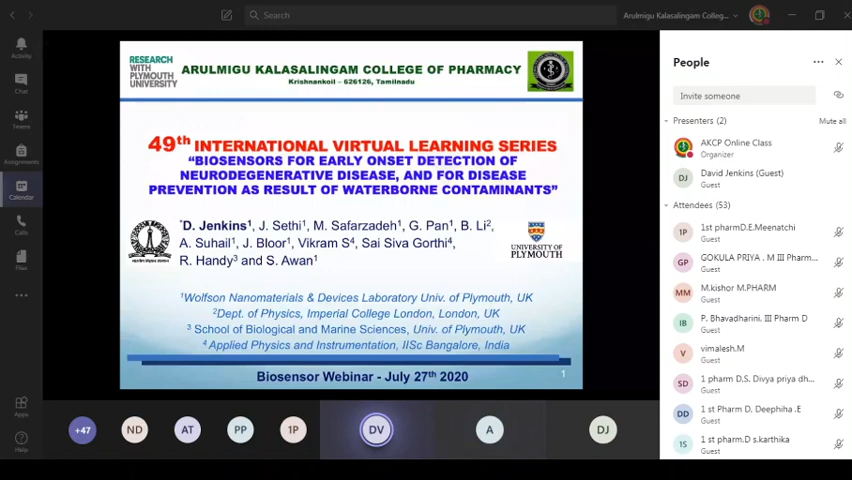 Search
Arulmigu Kalasalingam Colleg...
Activity
Chat
Teams
Assignments
Calendar
Calls
Files
Apps
Help
RESEARCH
WITH
PLYMOUTH
UNIVERSITY
ARULMIGU KALASALINGAM COLLEGE OF PHARMACY
Krishnankoil – 626126, Tamilnadu
49th INTERNATIONAL VIRTUAL LEARNING SERIES
“BIOSENSORS FOR EARLY ONSET DETECTION OF
NEURODEGENERATIVE DISEASE, AND FOR DISEASE
PREVENTION AS RESULT OF WATERBORNE CONTAMINANTS”
*D. Jenkins1, J. Sethi1, M. Safarzadeh1, G. Pan1, B. Li2,
A. Suhail1, J. Bloor1, Vikram S4, Sai Siva Gorthi4,
R. Handy3 and S. Awan1
UNIVERSITY OF
PLYMOUTH
1Wolfson Nanomaterials & Devices Laboratory Univ. of Plymouth, UK
2Dept. of Physics, Imperial College London, London, UK
3 School of Biological and Marine Sciences, Univ. of Plymouth, UK
4 Applied Physics and Instrumentation, IISc Bangalore, India
Biosensor Webinar - July 27th 2020
1
+47
ND
AT
PP
1P
DV
A
DJ
People
Invite someone
Presenters (2)
Mute all
AKCP Online Class
Organizer
DJ
David Jenkins (Guest)
Guest
Attendees (53)
1P
1st pharmD.E.Meenatchi
Guest
GP
GOKULA PRIYA . M III Pharm...
Guest
MM
M.kishor M.PHARM
Guest
IB
P. Bhavadharini. III Pharm D
Guest
V
vimalesh.M
Guest
SD
1 pharm D.S. Divya priya dh...
Guest
DD
1 st Pharm D. Deephiha .E
Guest
1S
1 st pharm.D s.karthika
Guest